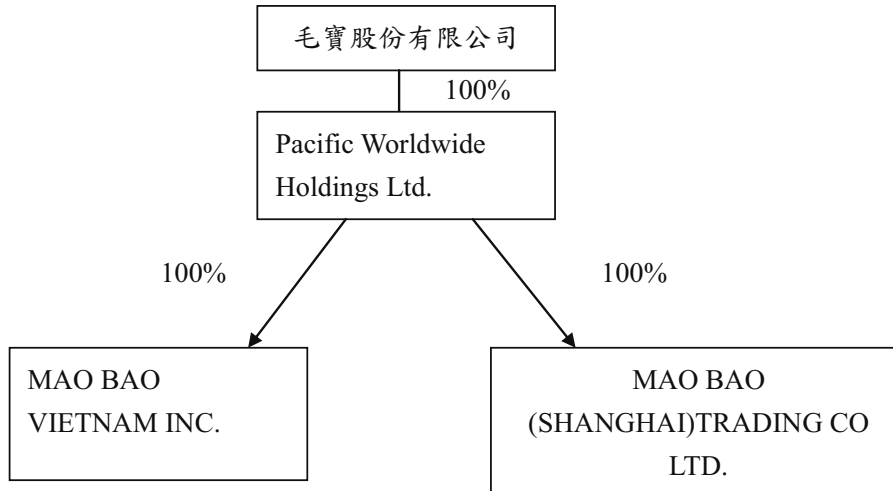 毛寶股份有限公司
100%
Pacific Worldwide
Holdings Ltd.
100%
100%
MAO BAO
VIETNAM INC.
MAO BAO
(SHANGHAI)TRADING CO
LTD.